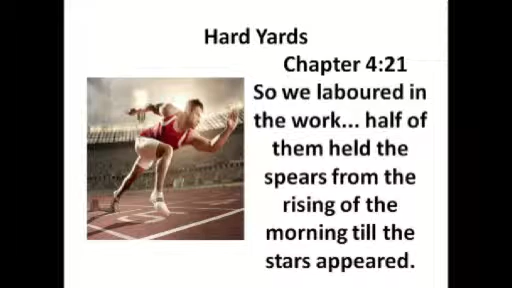 Hard Yards
Chapter 4:21
So we laboured in
the work... half of
them held the
spears from the
rising of the
morning till the
stars appeared.